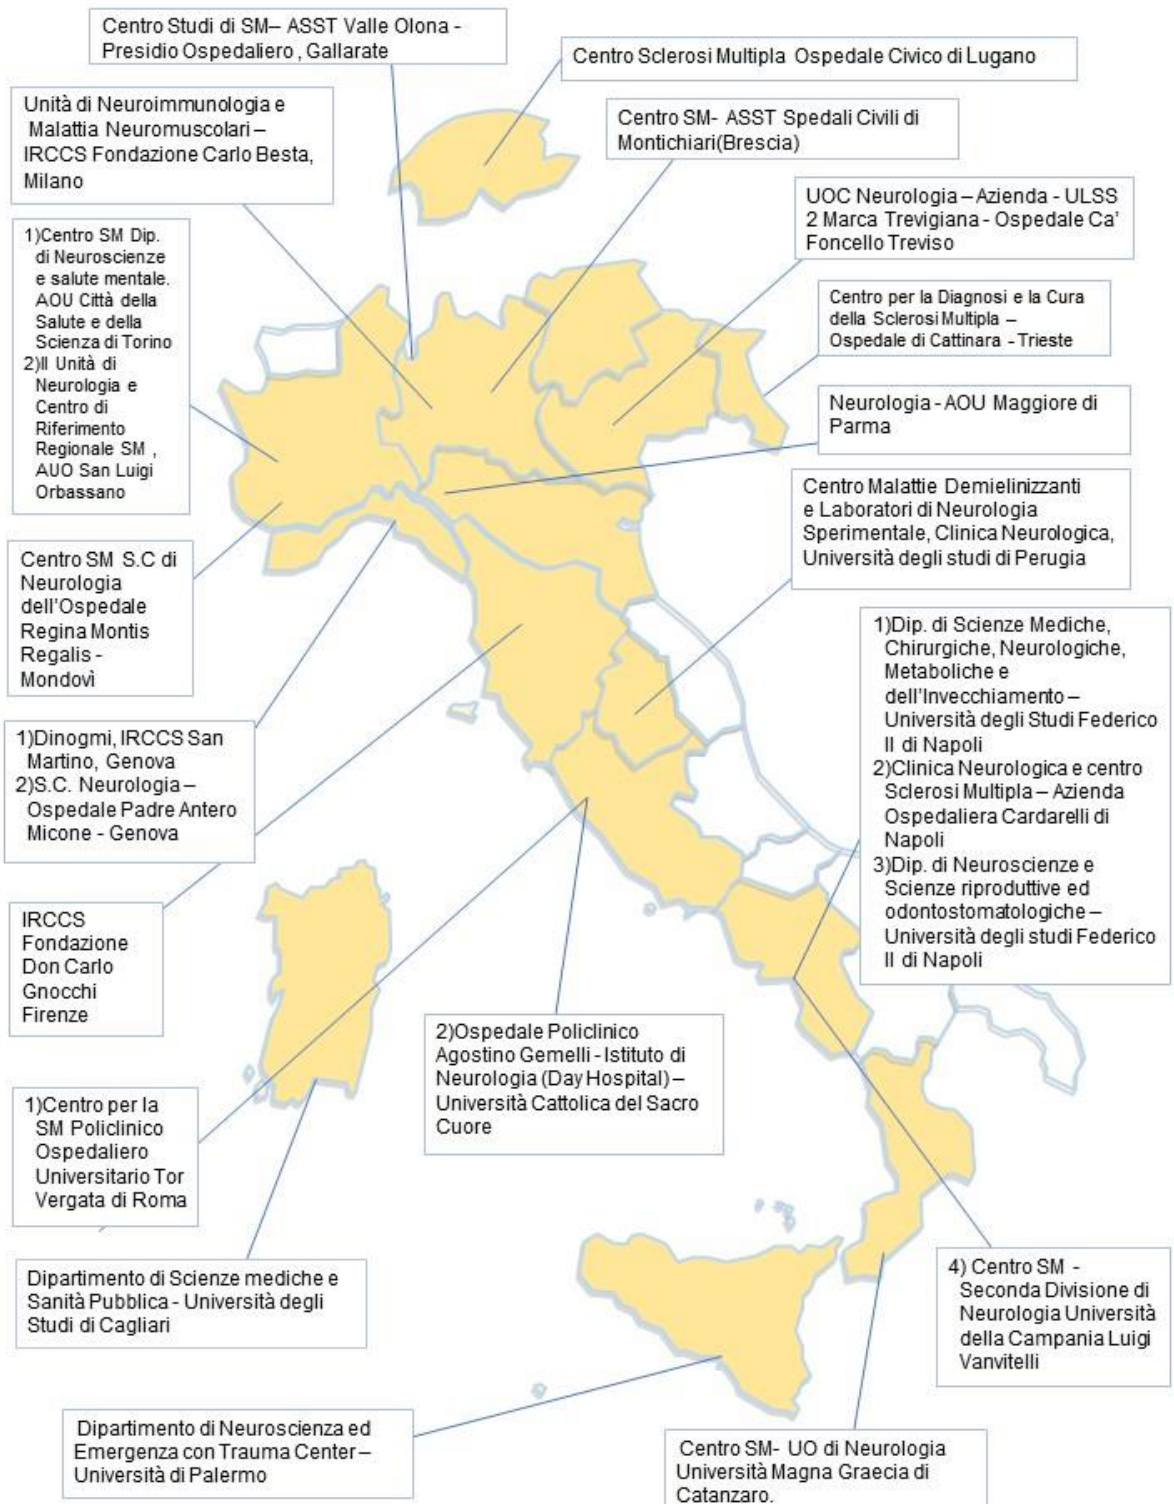 Centro Studi di SM– ASST Valle Olona -
Presidio Ospedaliero , Gallarate
Centro Sclerosi Multipla Ospedale Civico di Lugano
Unità di Neuroimmunologia e
Malattia Neuromuscolari –
IRCCS Fondazione Carlo Besta,
Milano
Centro SM- ASST Spedali Civili di
Montichiari(Brescia)
UOC Neurologia – Azienda - ULSS
2 Marca Trevigiana - Ospedale Ca'
Foncello Treviso
1)Centro SM Dip.
di Neuroscienze
e salute mentale.
AOU Città della
Salute e della
Scienza di Torino
2)II Unità di
Neurologia e
Centro di
Riferimento
Regionale SM ,
AUO San Luigi
Orbassano
Centro per la Diagnosi e la Cura
della Sclerosi Multipla –
Ospedale di Cattinara - Trieste
Neurologia - AOU Maggiore di
Parma
Centro Malattie Demielinizzanti
e Laboratori di Neurologia
Sperimentale, Clinica Neurologica,
Università degli studi di Perugia
Centro SM S.C di
Neurologia
dell'Ospedale
Regina Montis
Regalis -
Mondovì
1)Dip. di Scienze Mediche,
Chirurgiche, Neurologiche,
Metaboliche e
dell'Invecchiamento –
Università degli Studi Federico
II di Napoli
2)Clinica Neurologica e centro
Sclerosi Multipla – Azienda
Ospedaliera Cardarelli di
Napoli
3)Dip. di Neuroscienze e
Scienze riproduttive ed
odontostomatologiche –
Università degli studi Federico
II di Napoli
1)Dinogmi, IRCCS San
Martino, Genova
2)S.C. Neurologia –
Ospedale Padre Antero
Micone - Genova
IRCCS
Fondazione
Don Carlo
Gnocchi
Firenze
2)Ospedale Policlinico
Agostino Gemelli - Istituto di
Neurologia (Day Hospital) –
Università Cattolica del Sacro
Cuore
1)Centro per la
SM Policlinico
Ospedaliero
Universitario Tor
Vergata di Roma
Dipartimento di Scienze mediche e
Sanità Pubblica - Università degli
Studi di Cagliari
4) Centro SM -
Seconda Divisione di
Neurologia Università
della Campania Luigi
Vanvitelli
Dipartimento di Neuroscienza ed
Emergenza con Trauma Center –
Università di Palermo
Centro SM- UO di Neurologia
Università Magna Graecia di
Catanzaro.